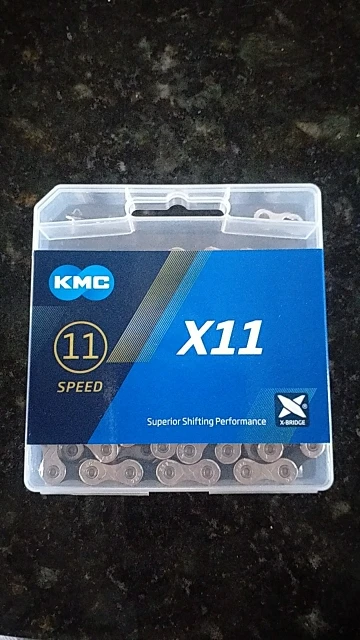 KMC
X11
11
SPEED
Superior Shifting Performance
X-BRIDGE